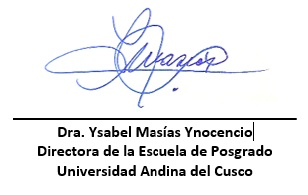 Dra. Ysabel Masías Ynocencio
Directora de la Escuela de Posgrado
Universidad Andina del Cusco